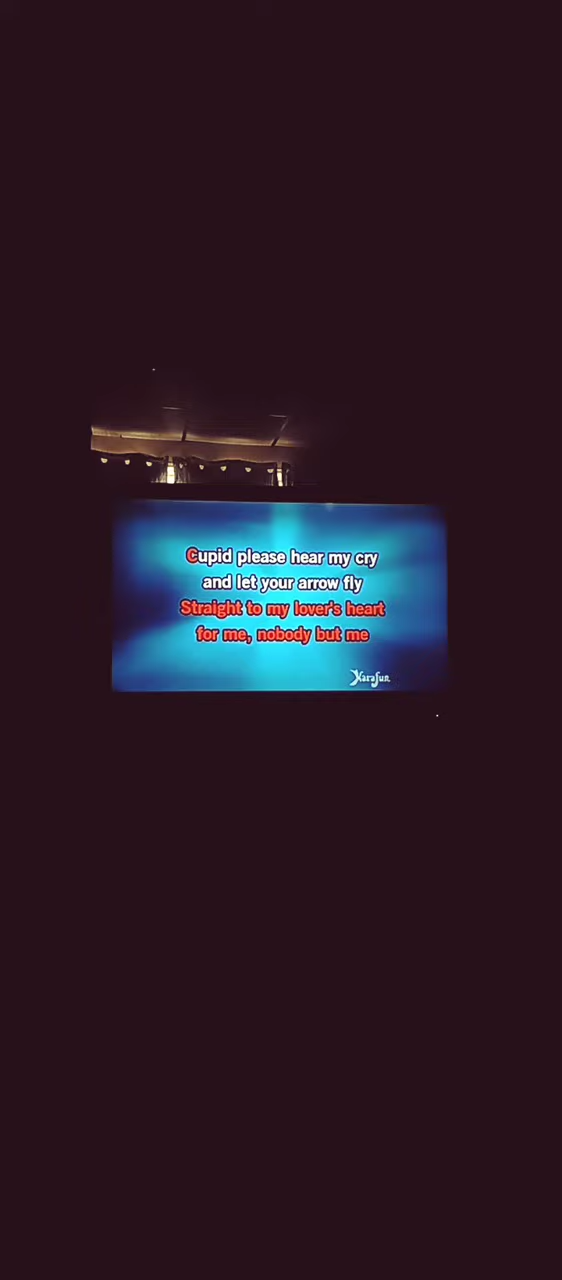 Cupid please hear my cry
and let your arrow fly
Straight to my lover's heart
for me, nobody but me
KaraFun